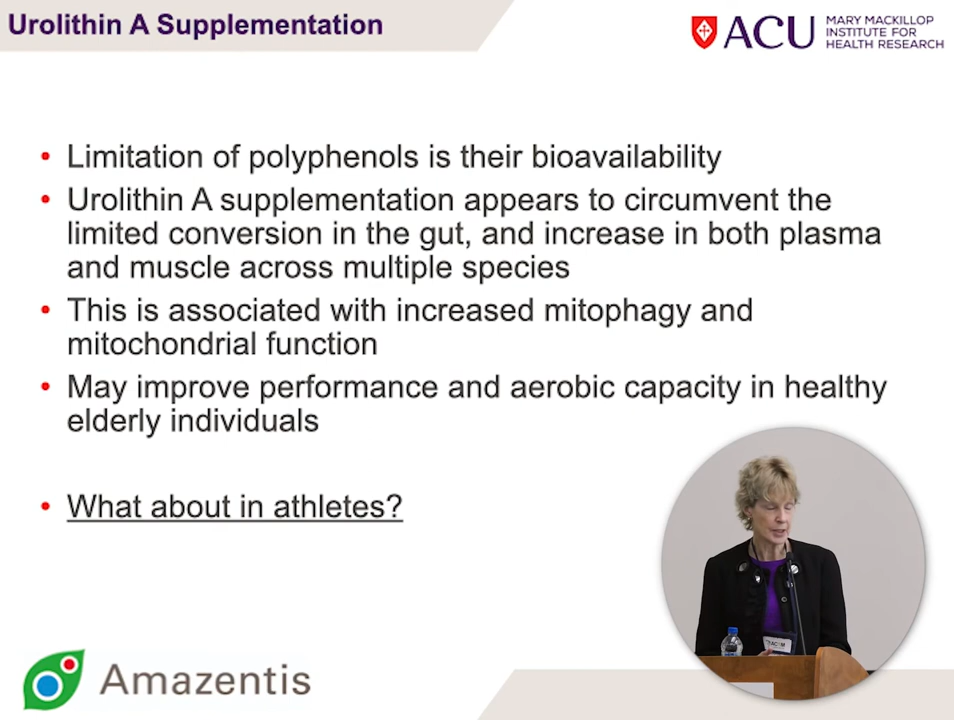 Urolithin A Supplementation
ACU
MARY MACKILLOP
INSTITUTE FOR
HEALTH RESEARCH
• Limitation of polyphenols is their bioavailability
• Urolithin A supplementation appears to circumvent the
limited conversion in the gut, and increase in both plasma
and muscle across multiple species
• This is associated with increased mitophagy and
mitochondrial function
• May improve performance and aerobic capacity in healthy
elderly individuals
• What about in athletes?
Amazentis